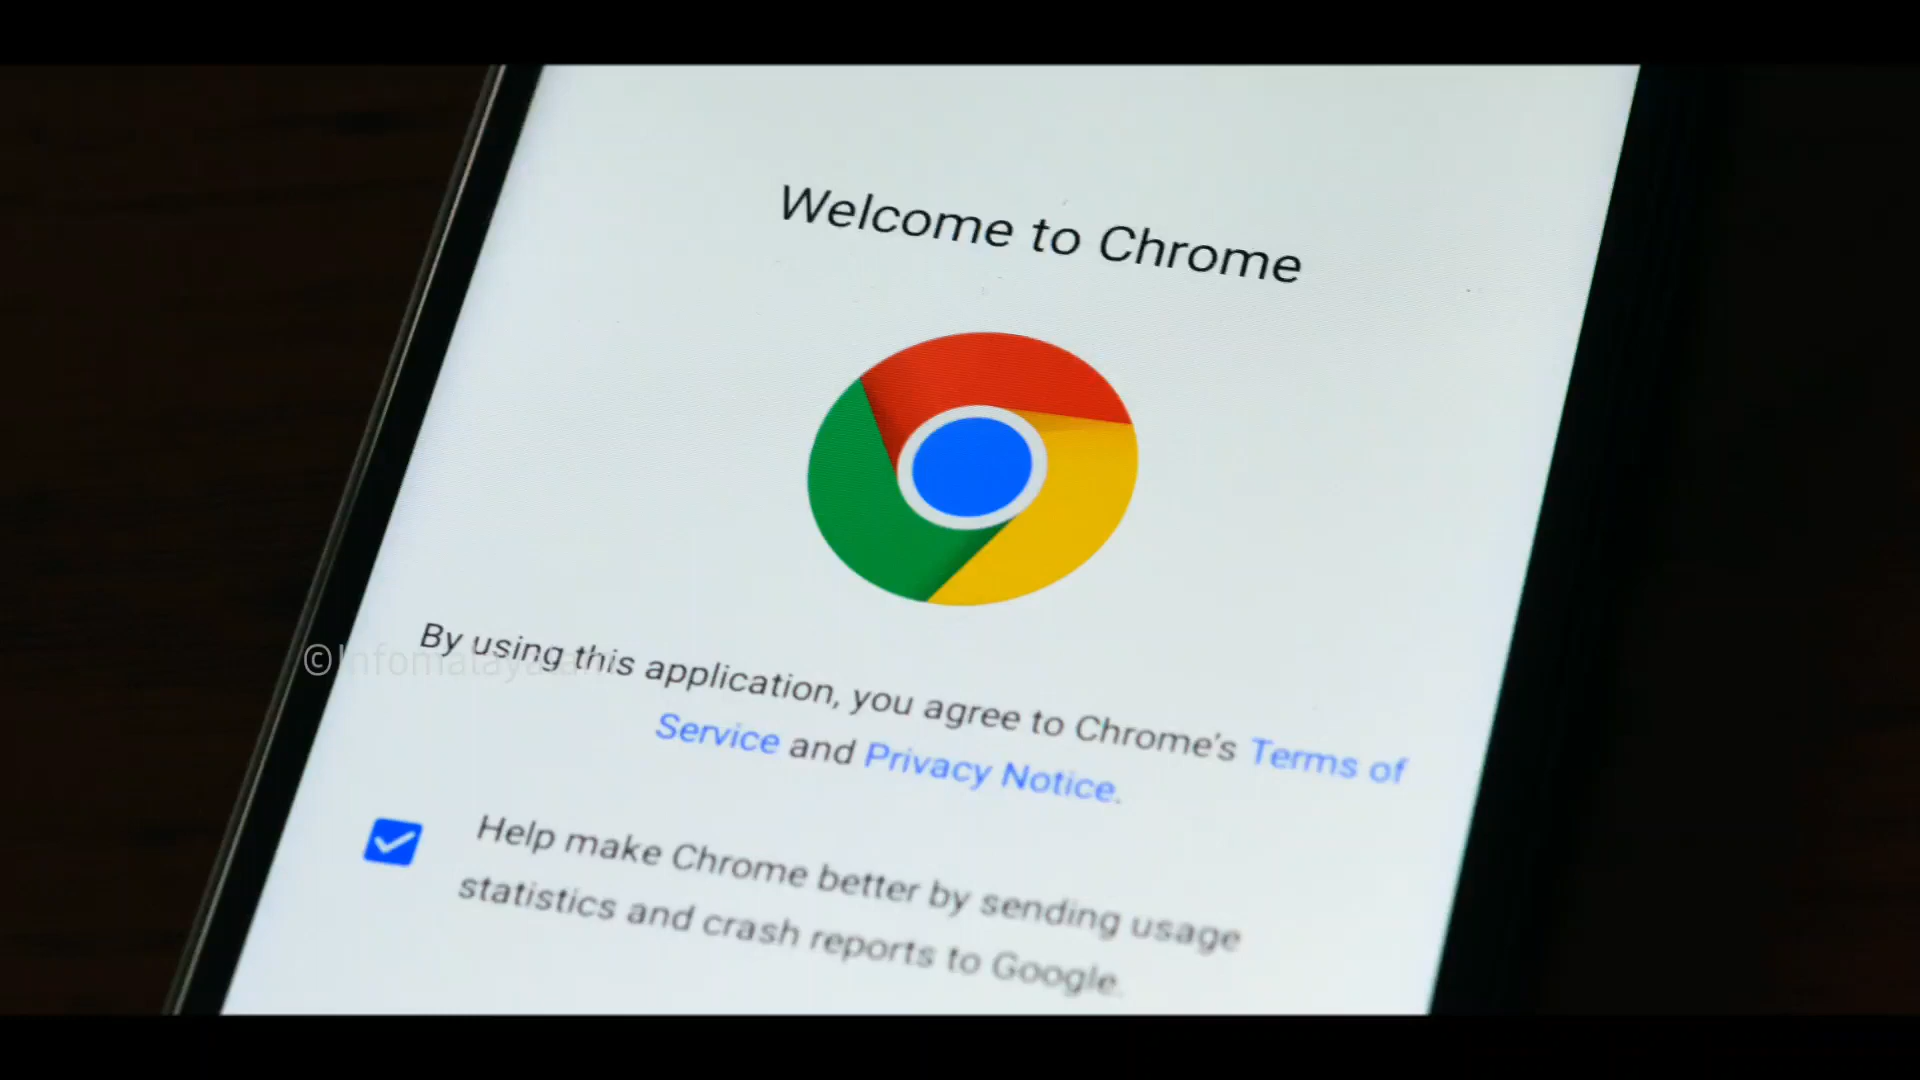 Welcome to Chrome
©Infomalayalam
By using this application, you agree to Chrome's Terms of
Service and Privacy Notice.
Help make Chrome better by sending usage
statistics and crash reports to Google.